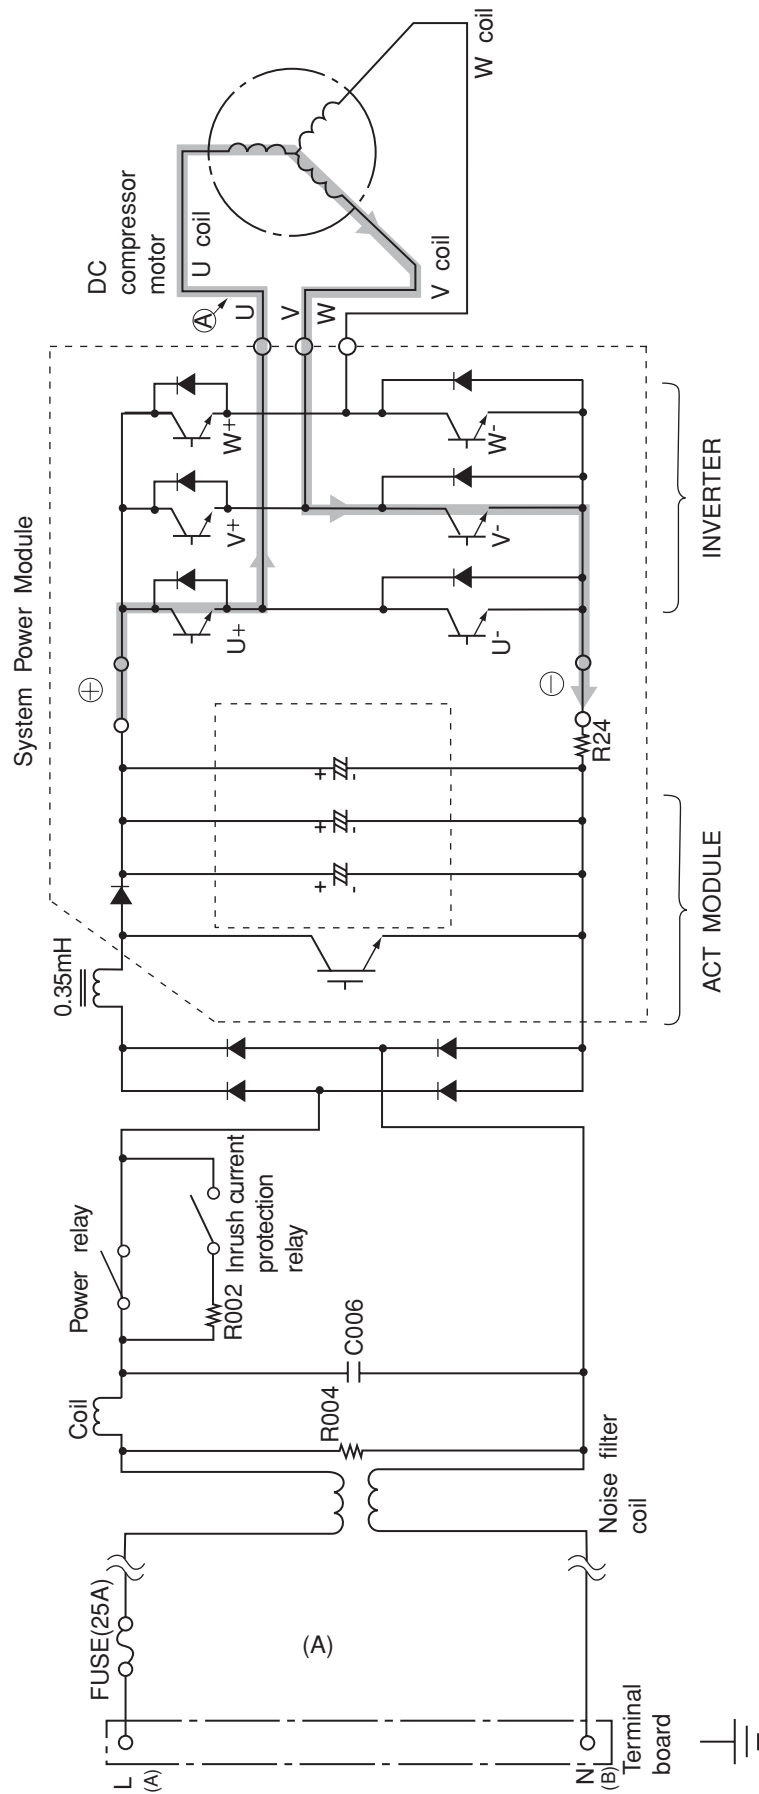 L
(A)
FUSE(25A)
(A)
N
(B)
Terminal
board
Noise filter
coil
Coil
R004
C006
Power relay
R002
Inrush current
protection
relay
0.35mH
ACT MODULE
System Power Module
+
-
+
-
+
-
R24
+
−
U+
V+
W+
U-
V-
W-
INVERTER
A
U
V
W
DC
compressor
motor
U coil
V coil
W coil